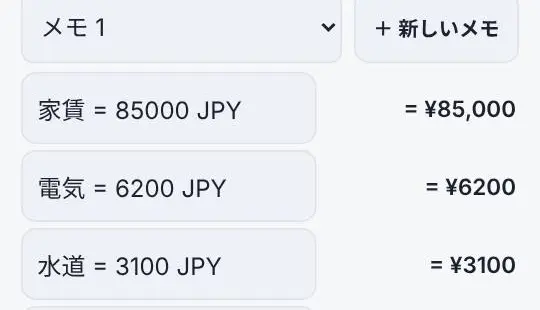 メモ 1 + 新しいメモ
家賃 = 85000 JPY = ¥85,000
電気 = 6200 JPY = ¥6200
水道 = 3100 JPY = ¥3100